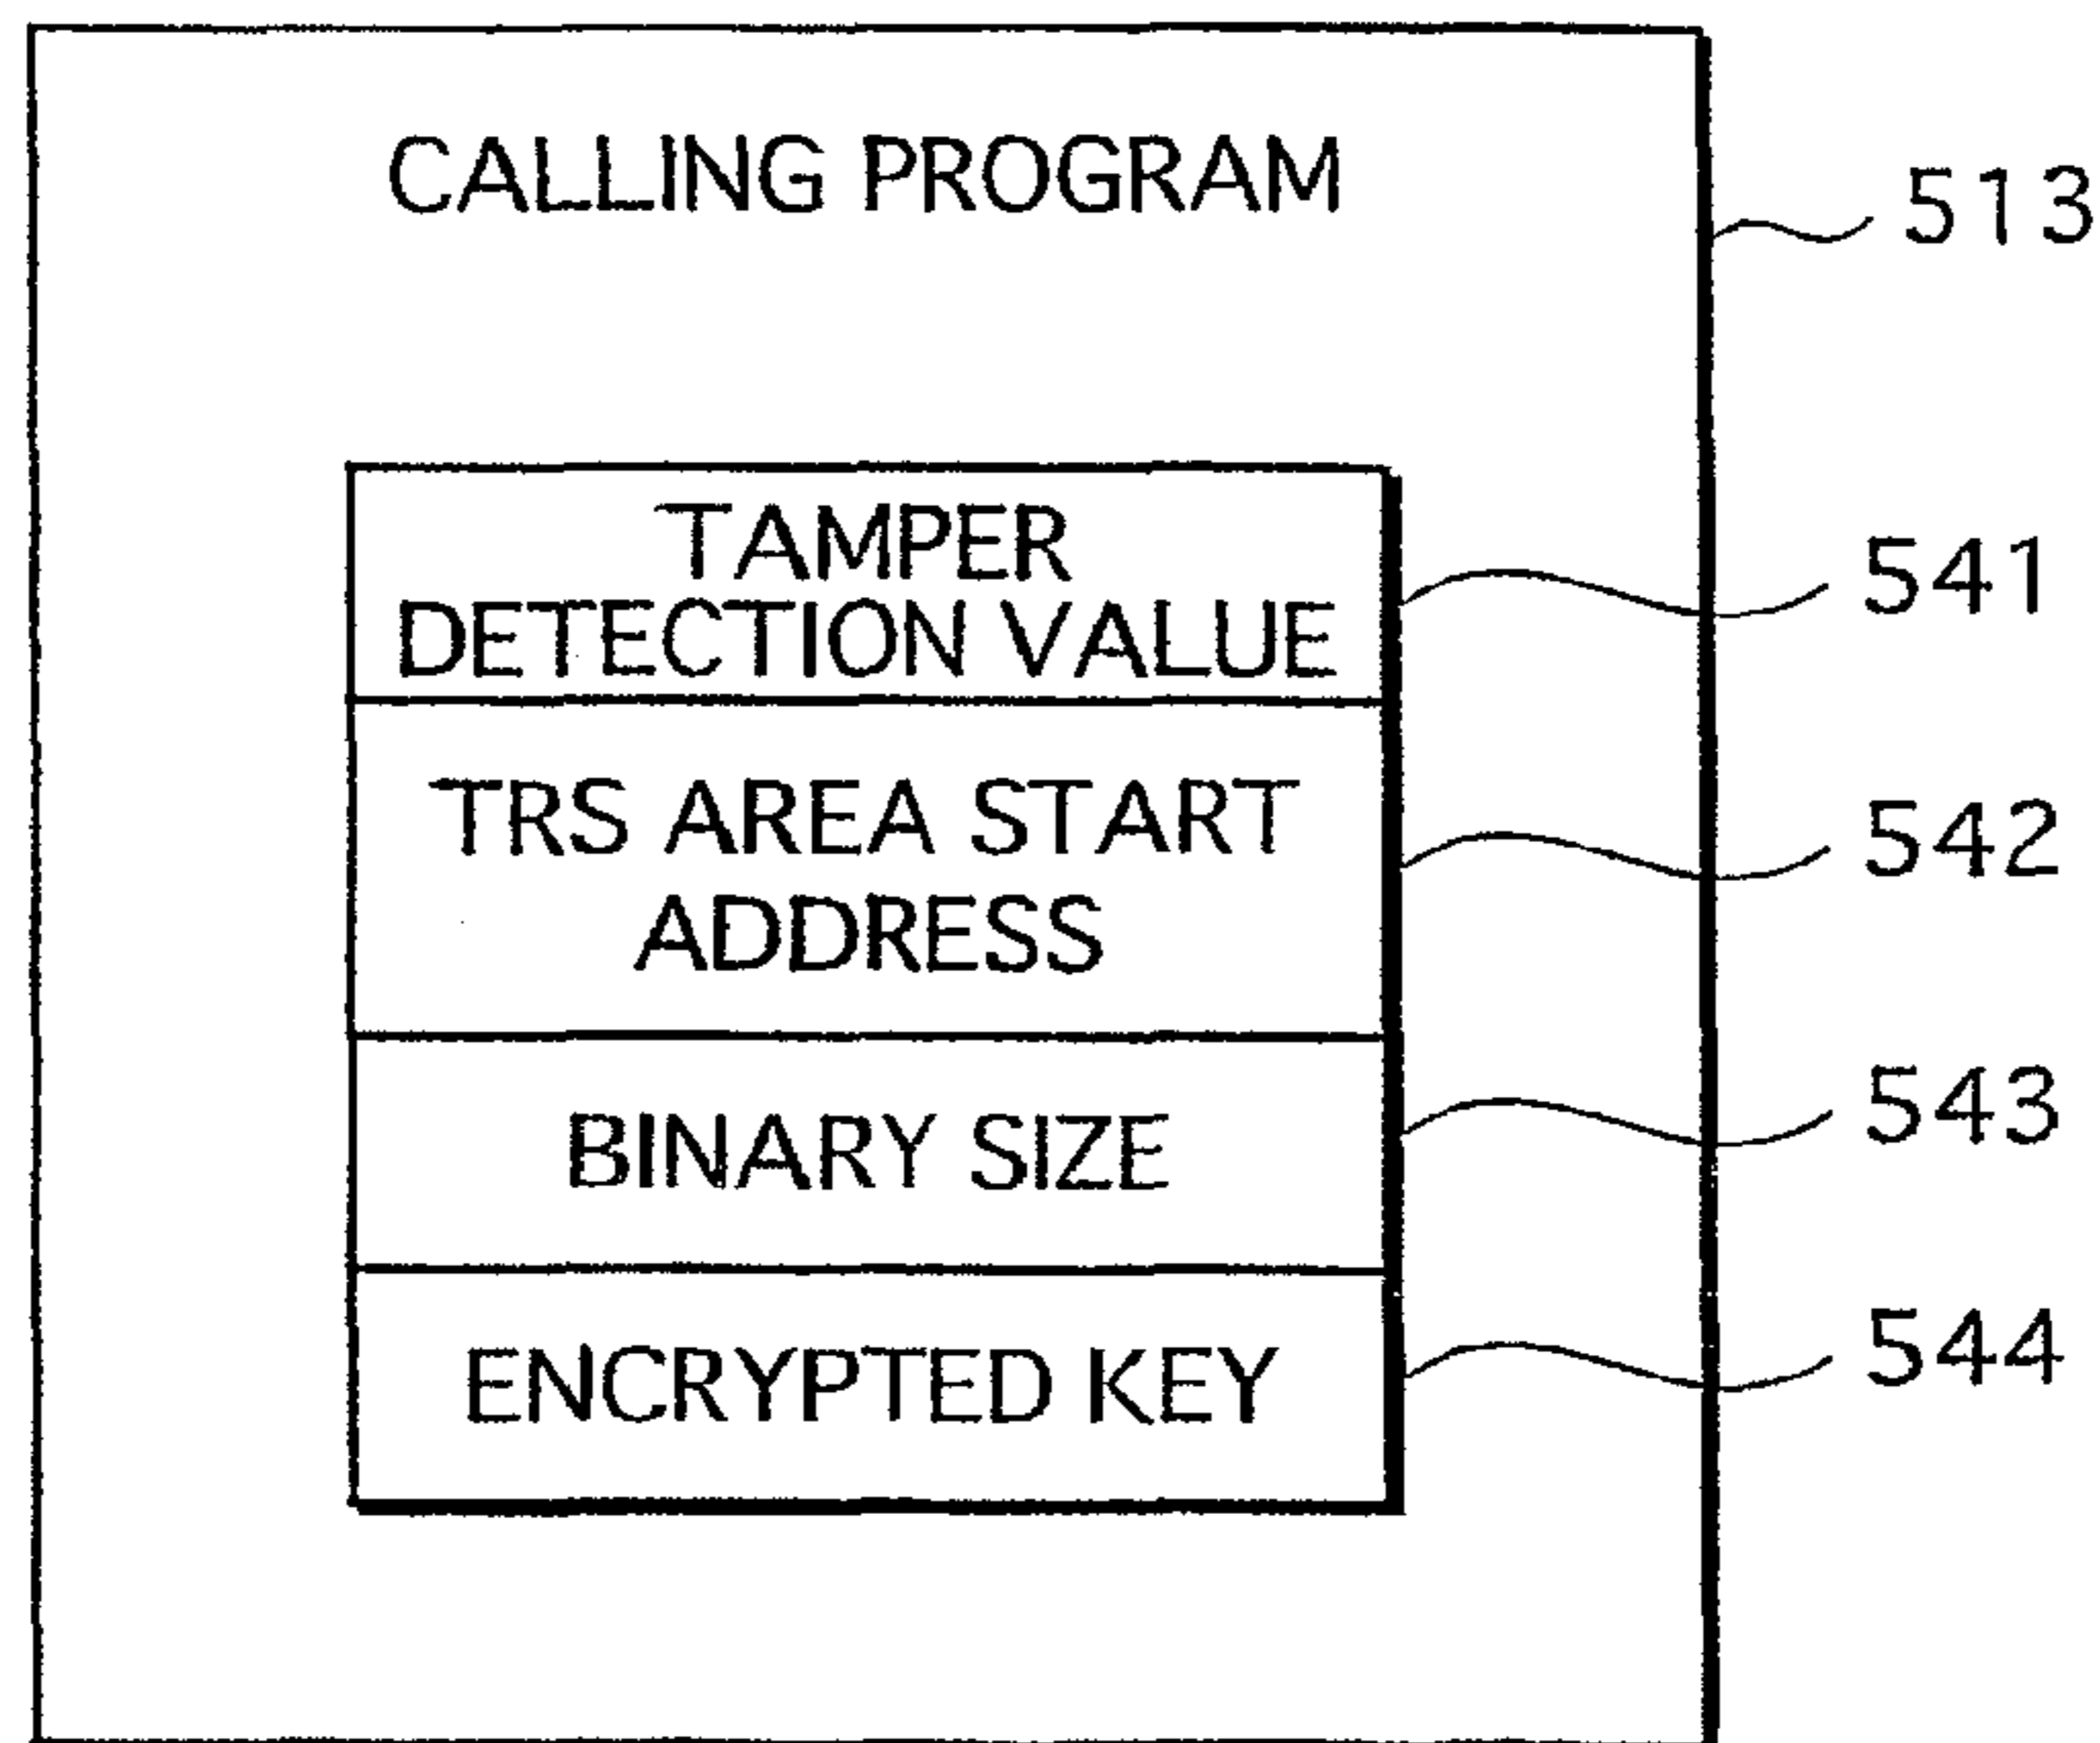 CALLING PROGRAM
513
TAMPER
DETECTION VALUE
541
TRS AREA START
ADDRESS
542
BINARY SIZE
543
ENCRYPTED KEY
544